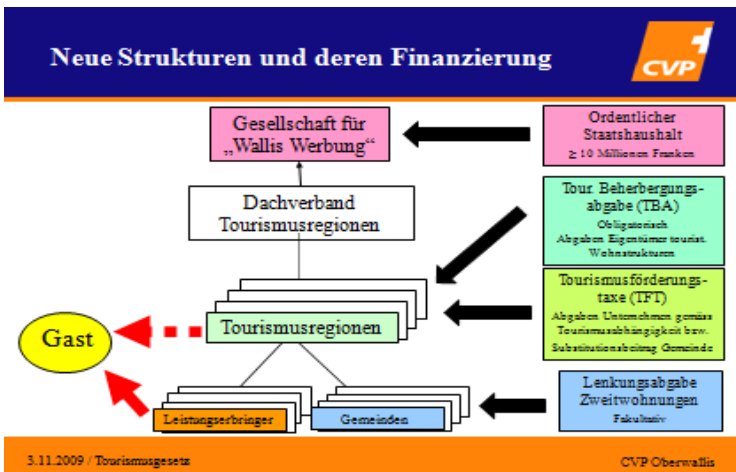 Neue Strukturen und deren Finanzierung
CVP
Gesellschaft für
„Wallis Werbung“
Ordentlicher
Staatshaushalt
≥ 10 Millionen Franken
Dachverband
Tourismusregionen
Tour. Beherbergungs-
abgabe (TBA)
Obligatorisch
Abgaben Eigentümer tourist.
Wohnstrukturen
Tourismusförderungs-
taxe (TFT)
Abgaben Unternehmen gemäss
Tourismusabhängigkeit bzw.
Substitutionsbeitrag Gemeinde
Tourismusregionen
Gast
Leistungserbringer
Gemeinden
Lenkungsabgabe
Zweitwohnungen
Fakultativ
3.11.2009 / Tourismusgesetz
CVP Oberwallis